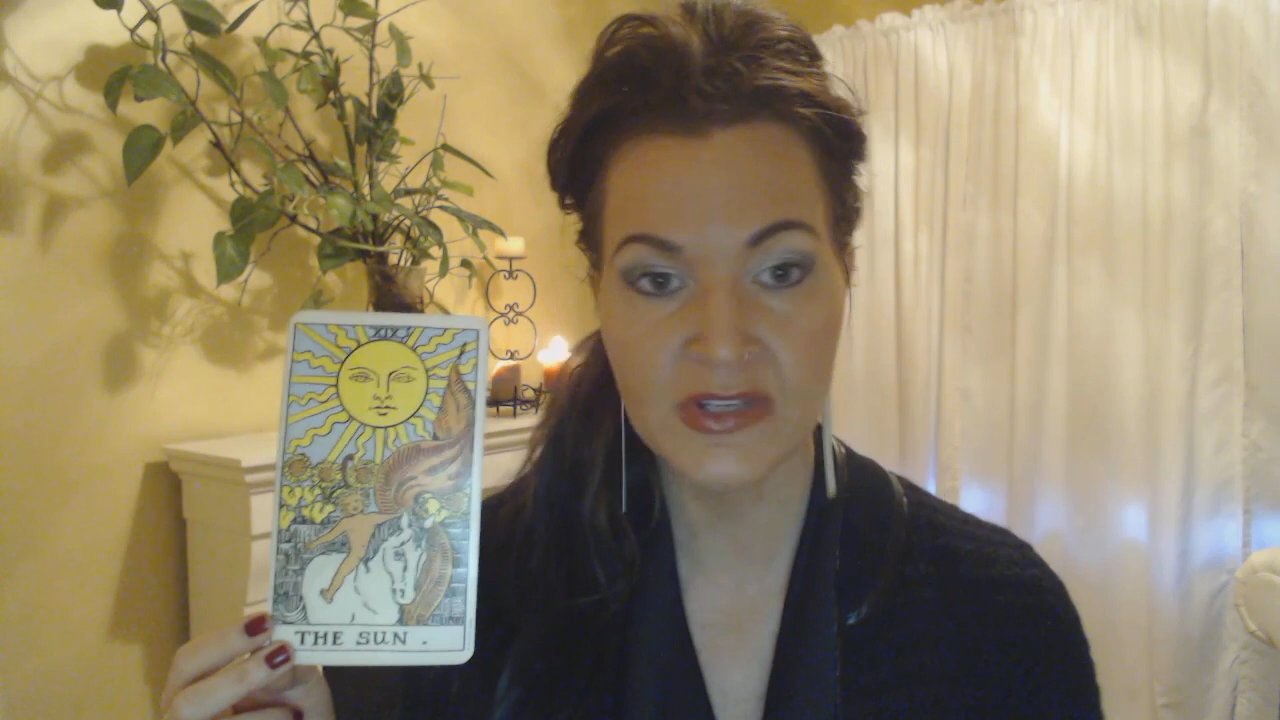 XIX
THE SUN .